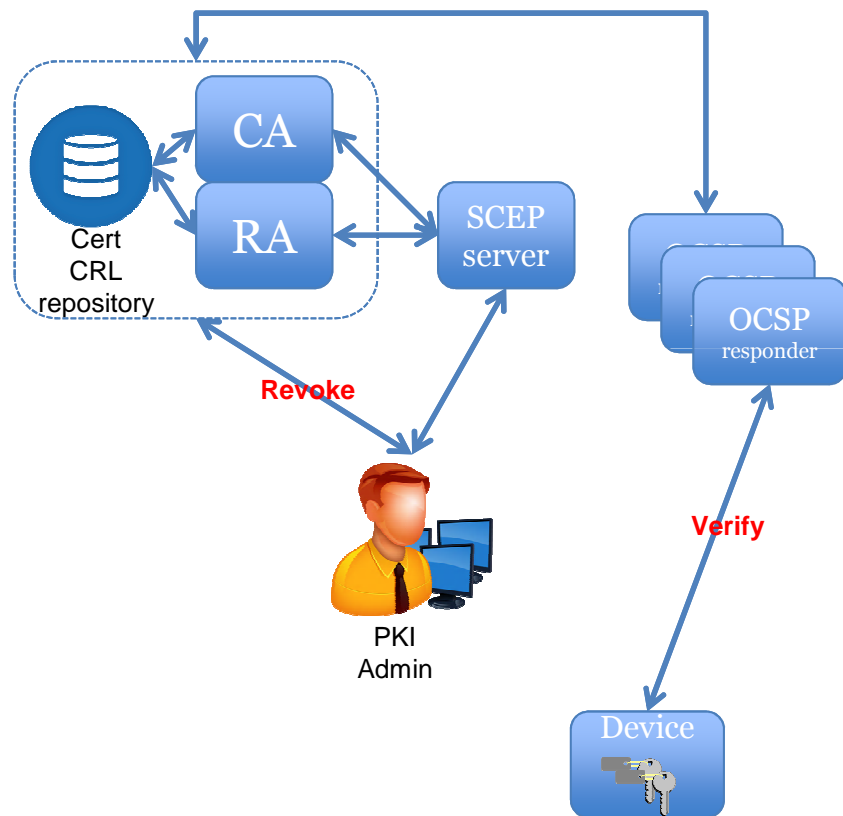 CA
RA
Cert
CRL
repository
SCEP
server
OCSP
responder
Revoke
Verify
PKI
Admin
Device